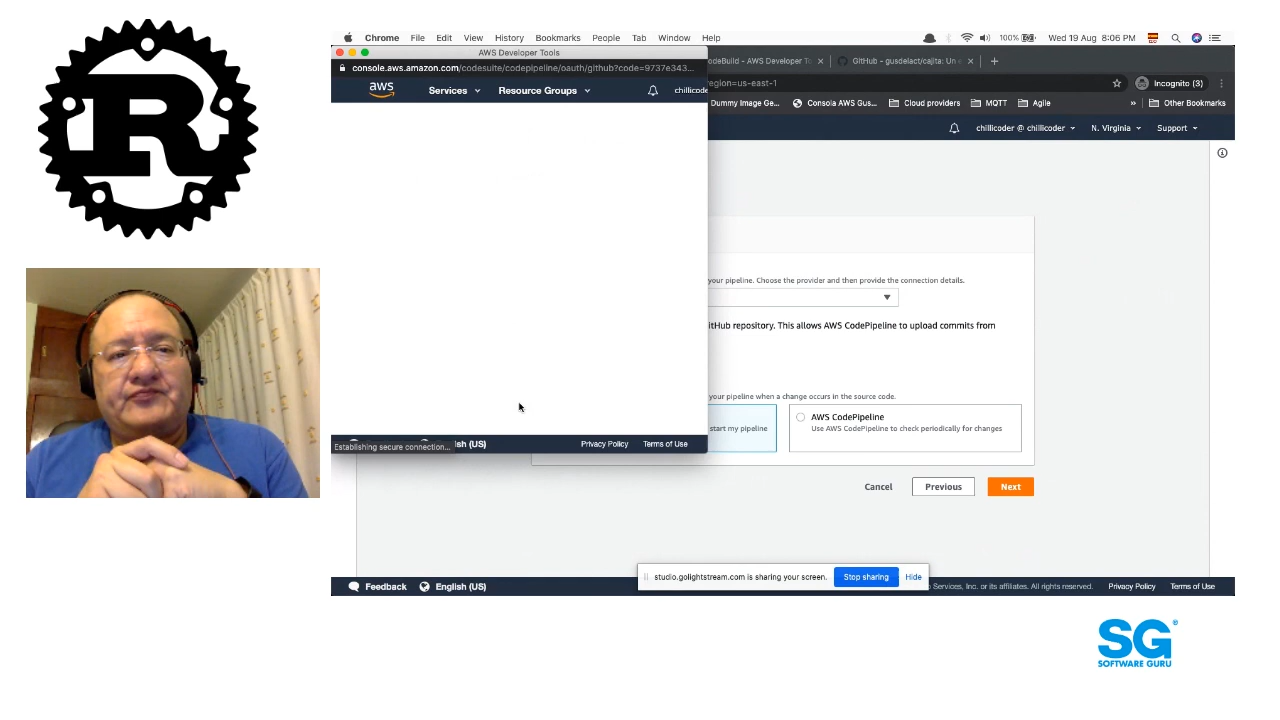 R
Chrome File Edit View History Bookmarks People Tab Window Help
100% Wed 19 Aug 8:06 PM
AWS Developer Tools
console.aws.amazon.com/codesuite/codepipeline/oauth/github?code=9737e343...
aws Services Resource Groups chillicode
odeBuild - AWS Developer To
GitHub - gusdelact/cajita: Un
region=us-east-1
Incognito (3)
Dummy Image Ge... Consola AWS Gus... Cloud providers MQTT Agile » Other Bookmarks
chillicoder @ chillicoder N. Virginia Support
your pipeline. Choose the provider and then provide the connection details.
itHub repository. This allows AWS CodePipeline to upload commits from
your pipeline when a change occurs in the source code.
start my pipeline
AWS CodePipeline
Use AWS CodePipeline to check periodically for changes
Establishing secure connection...
sh (US)
Privacy Policy Terms of Use
Cancel Previous Next
studio.golightstream.com is sharing your screen. Stop sharing Hide
Feedback English (US)
Services, Inc. or its affiliates. All rights reserved. Privacy Policy Terms of Use
SG®
SOFTWARE GURU